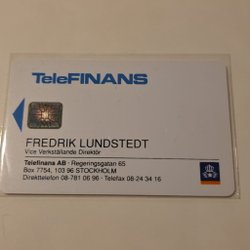 TeleFINANS
FREDRIK LUNDSTEDT
Vice Verkställande Direktör
Telefinans AB · Regeringsgatan 65
Box 7754, 103 96 STOCKHOLM
Direkttelefon 08-781 06 96 · Telefax 08-24 34 16